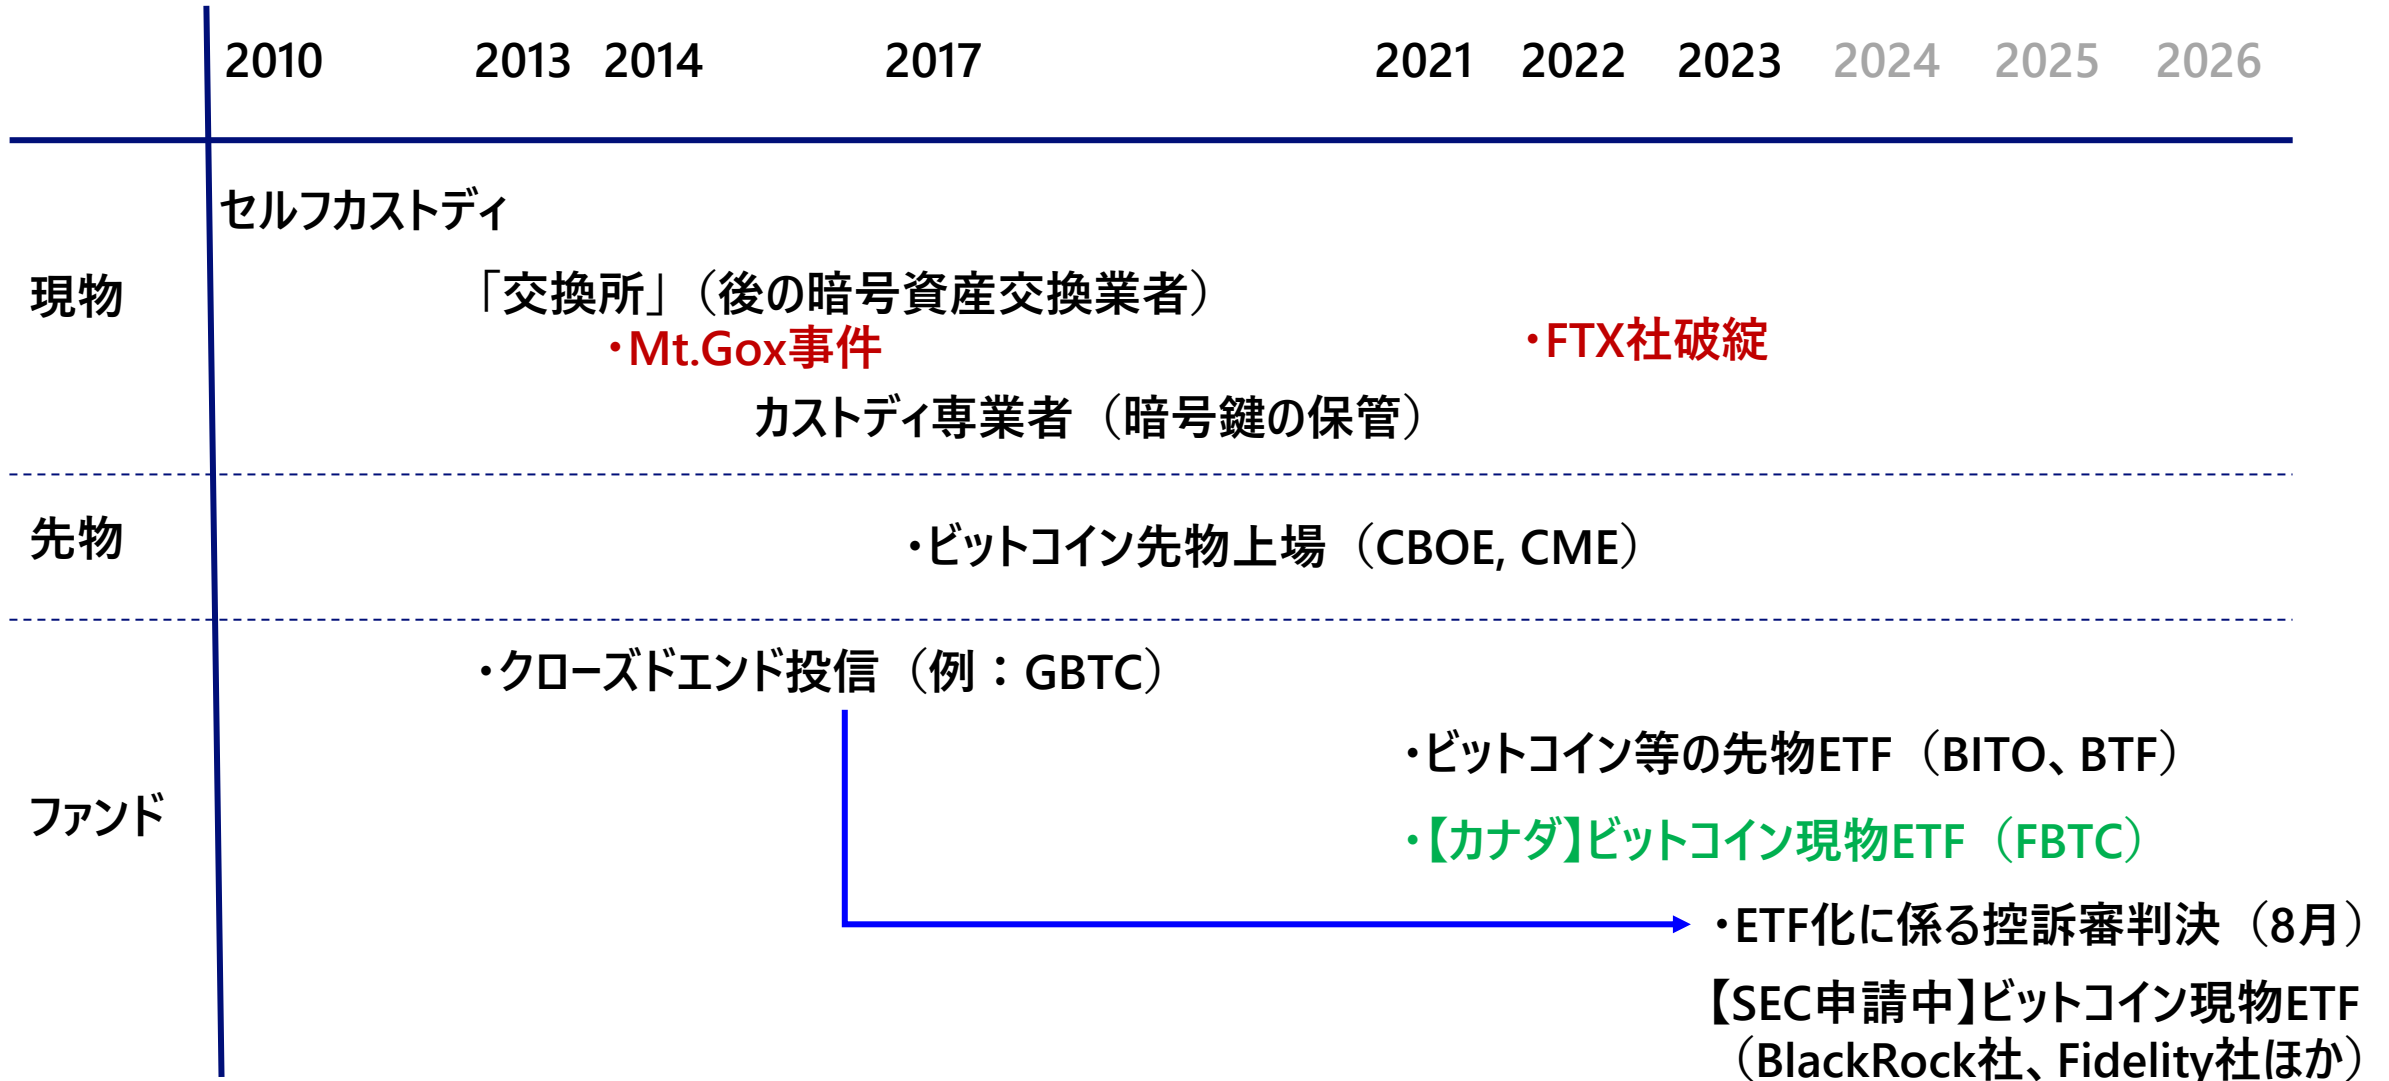 2010 2013 2014 2017 2021 2022 2023 2024 2025 2026
現物
セルフカストディ
「交換所」（後の暗号資産交換業者）
・Mt.Gox事件
・FTX社破綻
カストディ専業者（暗号鍵の保管）
先物
・ビットコイン先物上場（CBOE, CME）
ファンド
・クローズドエンド投信（例：GBTC）
・ビットコイン等の先物ETF（BITO、BTF）
・【カナダ】ビットコイン現物ETF（FBTC）
・ETF化に係る控訴審判決（8月）
【SEC申請中】ビットコイン現物ETF
（BlackRock社、Fidelity社ほか）